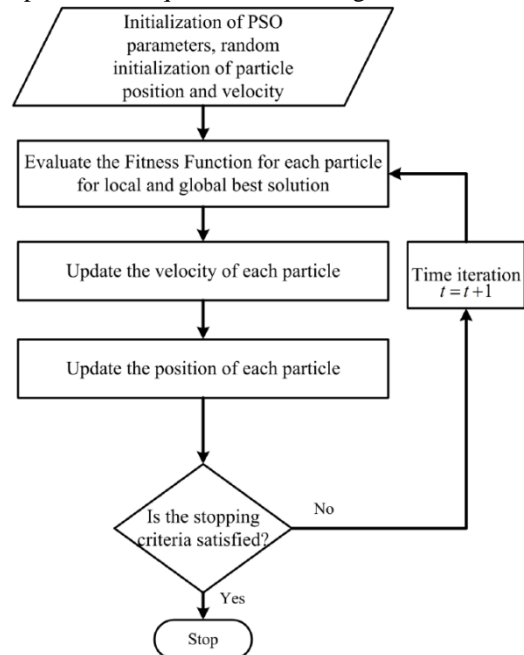 Initialization of PSO
parameters, random
initialization of particle
position and velocity
Evaluate the Fitness Function for each particle
for local and global best solution
Update the velocity of each particle
Time iteration
t = t+1
Update the position of each particle
Is the stopping
criteria satisfied?
No
Yes
Stop